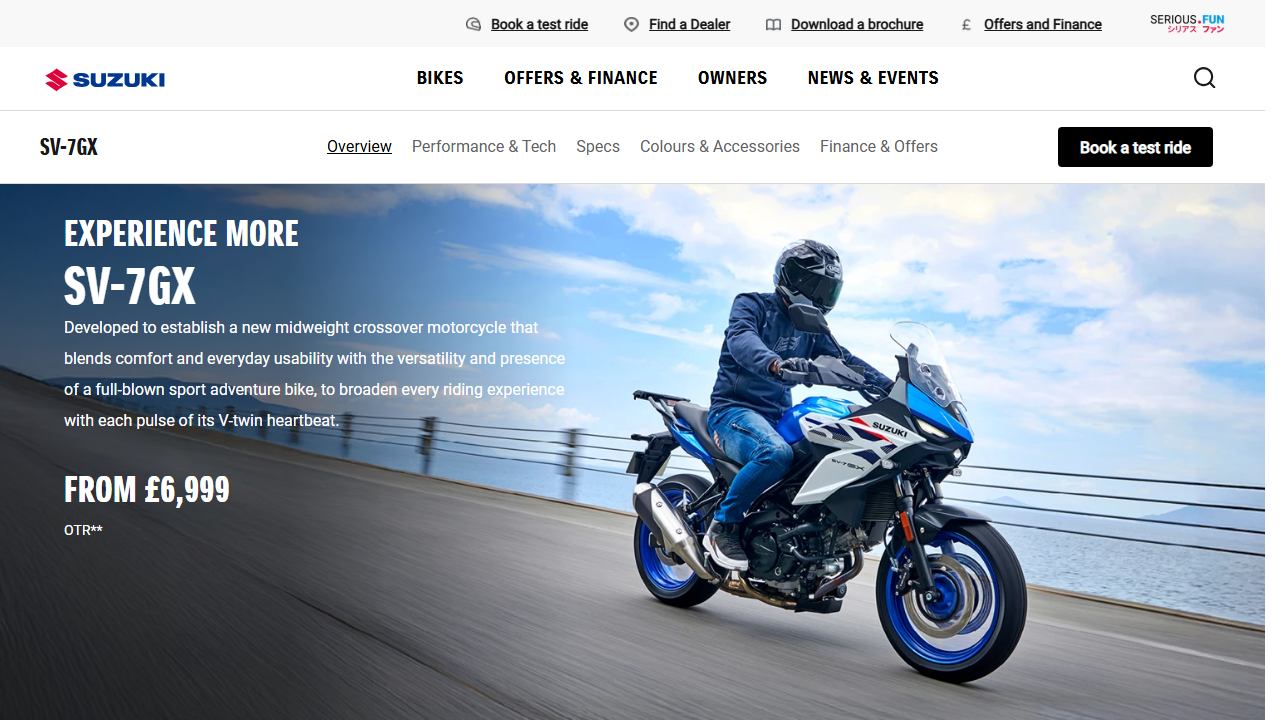 Book a test ride
Find a Dealer
Download a brochure
£ Offers and Finance
SERIOUS.FUN
シリアス ファン
SUZUKI
BIKES
OFFERS & FINANCE
OWNERS
NEWS & EVENTS
SV-7GX
Overview
Performance & Tech
Specs
Colours & Accessories
Finance & Offers
Book a test ride
EXPERIENCE MORE
SV-7GX
Developed to establish a new midweight crossover motorcycle that
blends comfort and everyday usability with the versatility and presence
of a full-blown sport adventure bike, to broaden every riding experience
with each pulse of its V-twin heartbeat.
FROM £6,999
OTR**
SUZUKI
SV-7GX